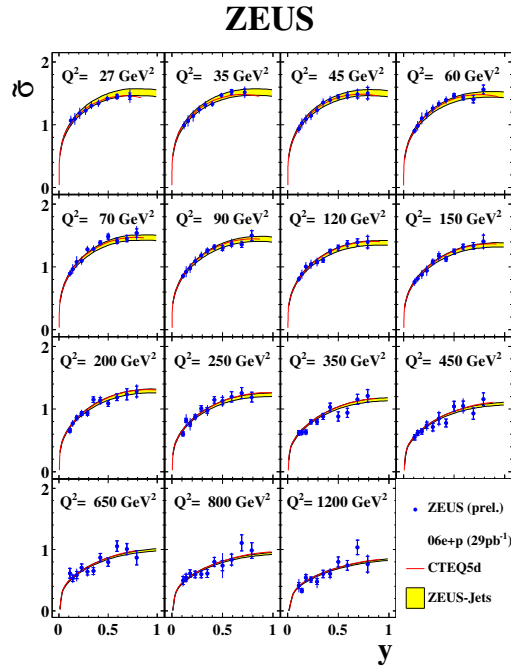 ZEUS
σ̃
Q²= 27 GeV²
Q²= 35 GeV²
Q²= 45 GeV²
Q²= 60 GeV²
2
1
0
Q²= 70 GeV²
Q²= 90 GeV²
Q²= 120 GeV²
Q²= 150 GeV²
2
1
0
Q²= 200 GeV²
Q²= 250 GeV²
Q²= 350 GeV²
Q²= 450 GeV²
2
1
0
Q²= 650 GeV²
Q²= 800 GeV²
Q²= 1200 GeV²
2
1
0
ZEUS (prel.)
06e+p (29pb⁻¹)
CTEQ5d
ZEUS-Jets
0 0.5 1 0 0.5 1 0 0.5 1
y